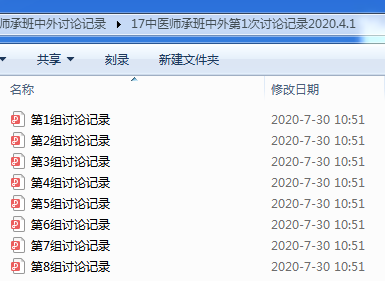 师承班中外讨论记录 ▸ 17中医师承班中外第1次讨论记录2020.4.1
共享 刻录 新建文件夹
名称 修改日期
第1组讨论记录 2020-7-30 10:51
第2组讨论记录 2020-7-30 10:51
第3组讨论记录 2020-7-30 10:51
第4组讨论记录 2020-7-30 10:51
第5组讨论记录 2020-7-30 10:51
第6组讨论记录 2020-7-30 10:51
第7组讨论记录 2020-7-30 10:51
第8组讨论记录 2020-7-30 10:51